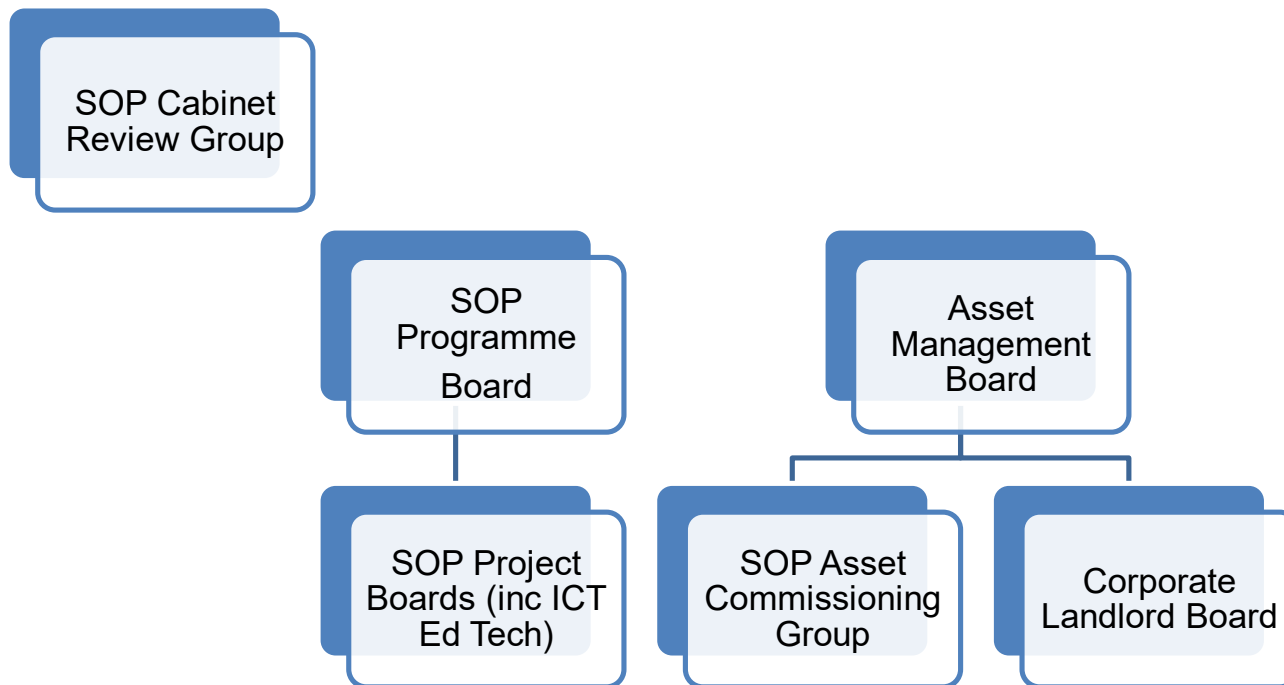 SOP Cabinet
Review Group
SOP
Programme
Board
Asset
Management
Board
SOP Project
Boards (inc ICT
Ed Tech)
SOP Asset
Commissioning
Group
Corporate
Landlord Board